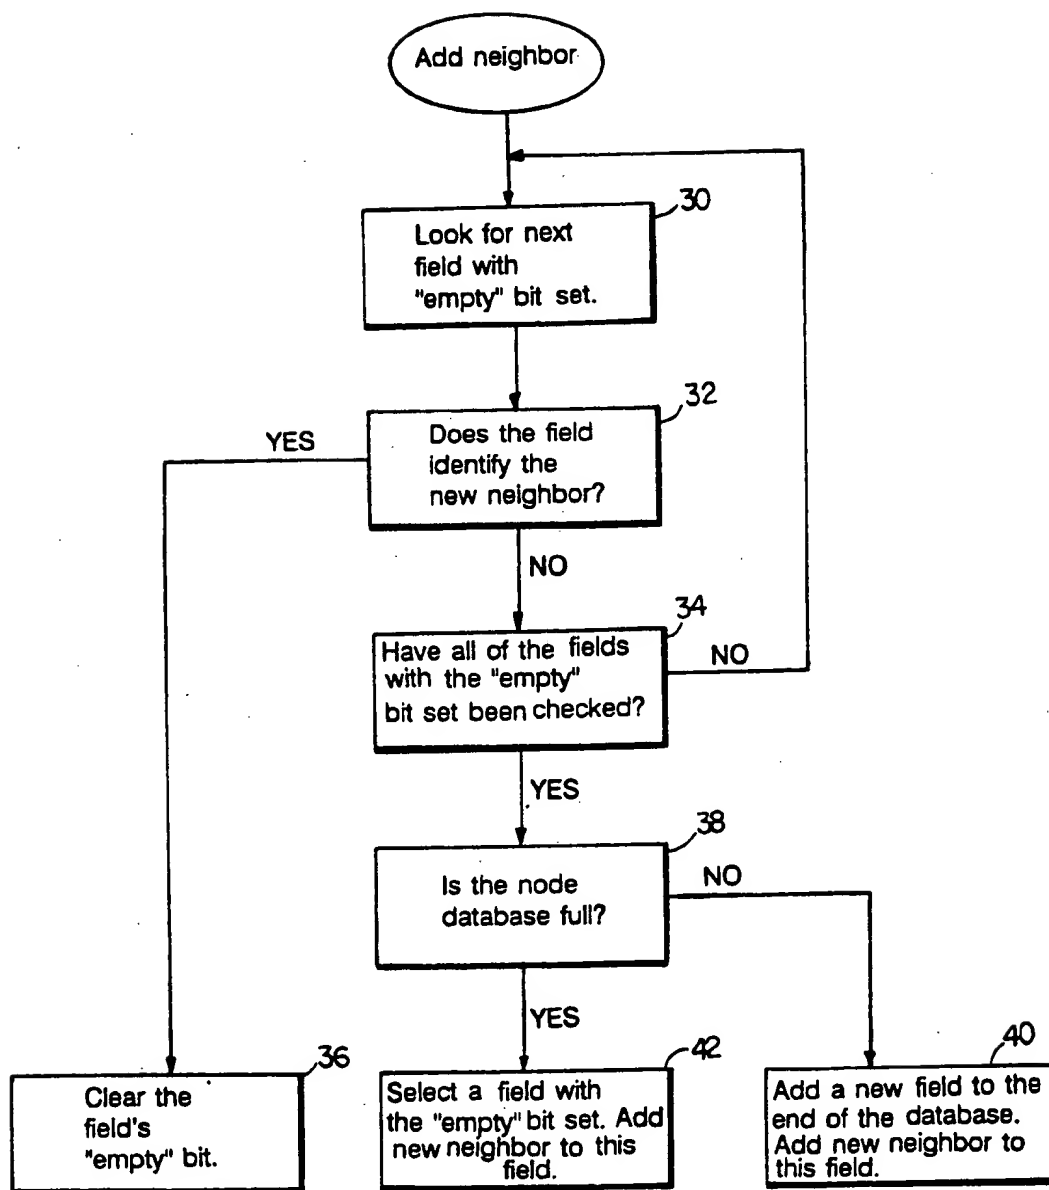 Add neighbor
30
Look for next
field with
"empty" bit set.
32
YES
Does the field
identify the
new neighbor?
NO
34
Have all of the fields
with the "empty"
bit set been checked?
NO
YES
38
Is the node
database full?
NO
YES
36
Clear the
field's
"empty" bit.
42
Select a field with
the "empty" bit set. Add
new neighbor to this
field.
40
Add a new field to the
end of the database.
Add new neighbor to
this field.